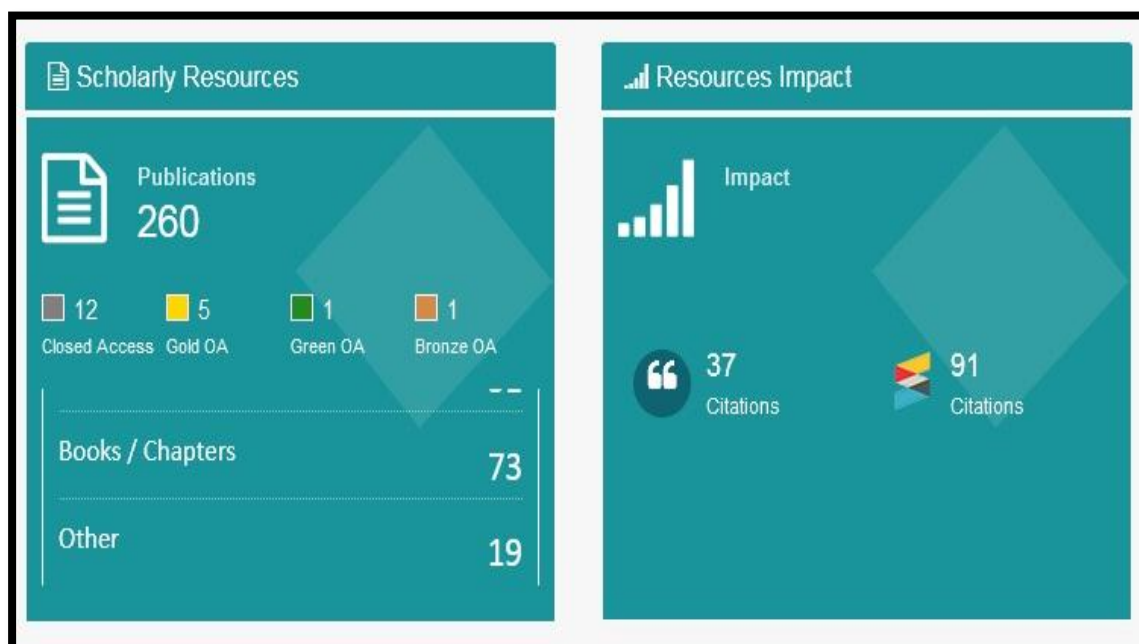 Scholarly Resources
Publications
260
12
5
1
1
Closed Access
Gold OA
Green OA
Bronze OA
Books / Chapters
73
Other
19
Resources Impact
Impact
37
Citations
91
Citations